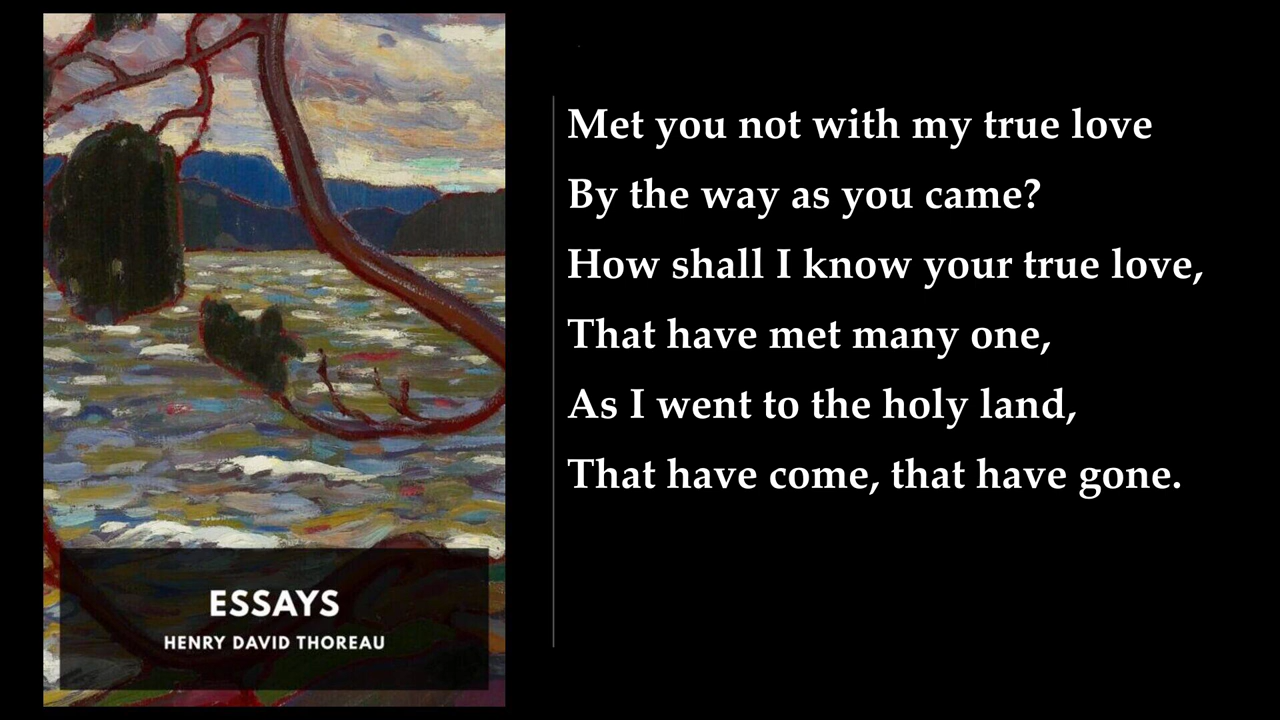 ESSAYS
HENRY DAVID THOREAU
Met you not with my true love
By the way as you came?
How shall I know your true love,
That have met many one,
As I went to the holy land,
That have come, that have gone.